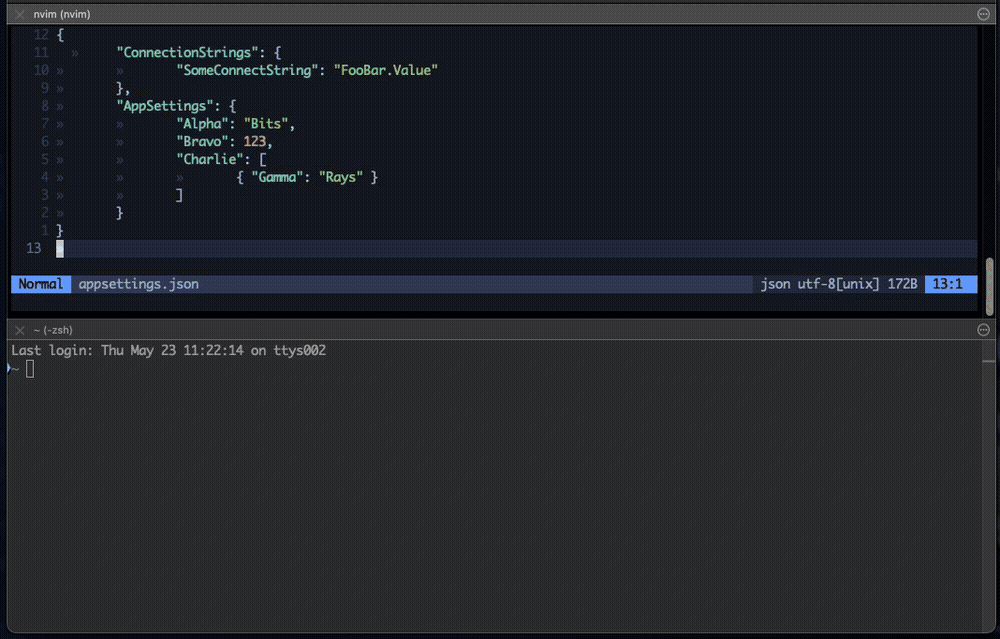 nvim (nvim)
12 {
11 » "ConnectionStrings": {
10 » » "SomeConnectString": "FooBar.Value"
9 » },
8 » "AppSettings": {
7 » » "Alpha": "Bits",
6 » » "Bravo": 123,
5 » » "Charlie": [
4 » » » { "Gamma": "Rays" }
3 » » ]
2 » }
1 }
13
Normal appsettings.json json utf-8[unix] 172B 13:1
~ (-zsh)
Last login: Thu May 23 11:22:14 on ttys002
~